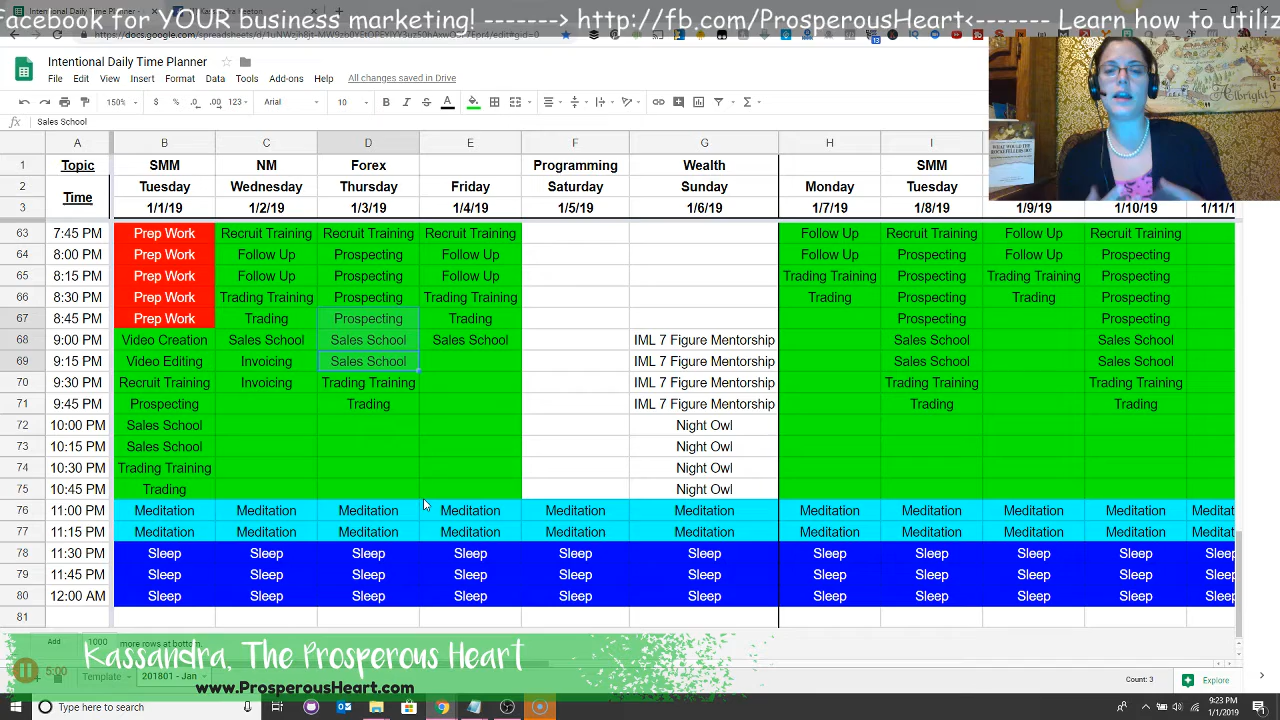 acebook for YOUR business marketing! -------> http://fb.com/ProsperousHeart<------- Learn how to utiliz
Intentional Daily Time Planner
File Edit View Insert Format Data Tools Add-ons Help All changes saved in Drive
150% $ % .0 .00 123 Arial 10 B I S A
fx Sales School
A B C D E F G H I
1 Topic SMM NM Forex Programming Wealth SMM
2 Time Tuesday Wednesday Thursday Friday Saturday Sunday Monday Tuesday
3 1/1/19 1/2/19 1/3/19 1/4/19 1/5/19 1/6/19 1/7/19 1/8/19 1/9/19 1/10/19 1/11/1
63 7:45 PM Prep Work Recruit Training Recruit Training Recruit Training Follow Up Recruit Training Follow Up Recruit Training
64 8:00 PM Prep Work Follow Up Prospecting Follow Up Follow Up Prospecting Follow Up Prospecting
65 8:15 PM Prep Work Follow Up Prospecting Follow Up Trading Training Prospecting Trading Training Prospecting
66 8:30 PM Prep Work Trading Training Prospecting Trading Training Trading Prospecting Trading Prospecting
67 8:45 PM Prep Work Trading Prospecting Trading Prospecting Prospecting
68 9:00 PM Video Creation Sales School Sales School Sales School IML 7 Figure Mentorship Sales School Sales School
69 9:15 PM Video Editing Invoicing Sales School IML 7 Figure Mentorship Sales School Sales School
70 9:30 PM Recruit Training Invoicing Trading Training IML 7 Figure Mentorship Trading Training Trading Training
71 9:45 PM Prospecting Trading IML 7 Figure Mentorship Trading Trading
72 10:00 PM Sales School Night Owl
73 10:15 PM Sales School Night Owl
74 10:30 PM Trading Training Night Owl
75 10:45 PM Trading Night Owl
76 11:00 PM Meditation Meditation Meditation Meditation Meditation Meditation Meditation Meditation Meditation Meditation Meditat
77 11:15 PM Meditation Meditation Meditation Meditation Meditation Meditation Meditation Meditation Meditation Meditation Meditat
78 11:30 PM Sleep Sleep Sleep Sleep Sleep Sleep Sleep Sleep Sleep Sleep Sleep
79 11:45 PM Sleep Sleep Sleep Sleep Sleep Sleep Sleep Sleep Sleep Sleep Sleep
80 12:00 AM Sleep Sleep Sleep Sleep Sleep Sleep Sleep Sleep Sleep Sleep Sleep
81
Add 1000 more rows at bottom.
Kassandra, The Prosperous Heart
5:00 Template 201801 - Jan Count: 3 Explore
www.ProsperousHeart.com
Type here to search 9:23 PM
1/1/2019